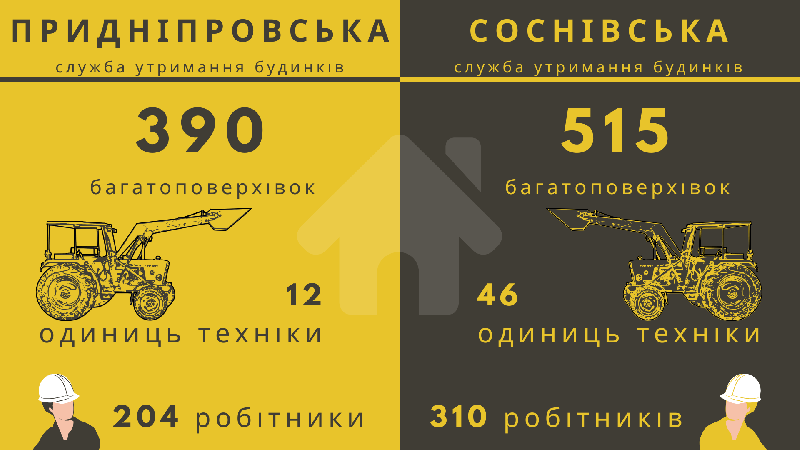 ПРИДНІПРОВСЬКА
служба утримання будинків
390
багатоповерхівок
12
одиниць техніки
204 робітники
СОСНІВСЬКА
служба утримання будинків
515
багатоповерхівок
46
одиниць техніки
310 робітників